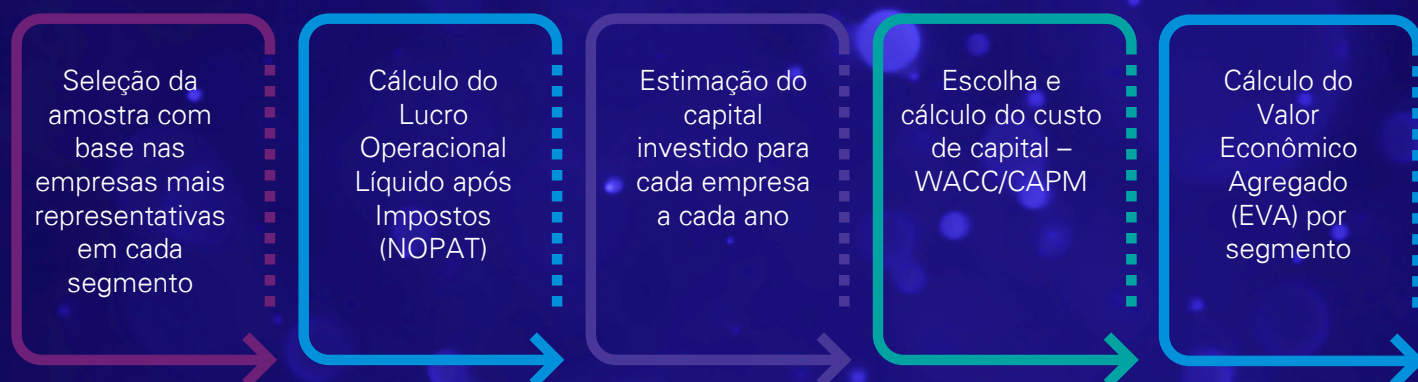 Seleção da
amostra com
base nas
empresas mais
representativas
em cada
segmento
Cálculo do
Lucro
Operacional
Líquido após
Impostos
(NOPAT)
Estimação do
capital
investido para
cada empresa
a cada ano
Escolha e
cálculo do custo
de capital –
WACC/CAPM
Cálculo do
Valor
Econômico
Agregado
(EVA) por
segmento